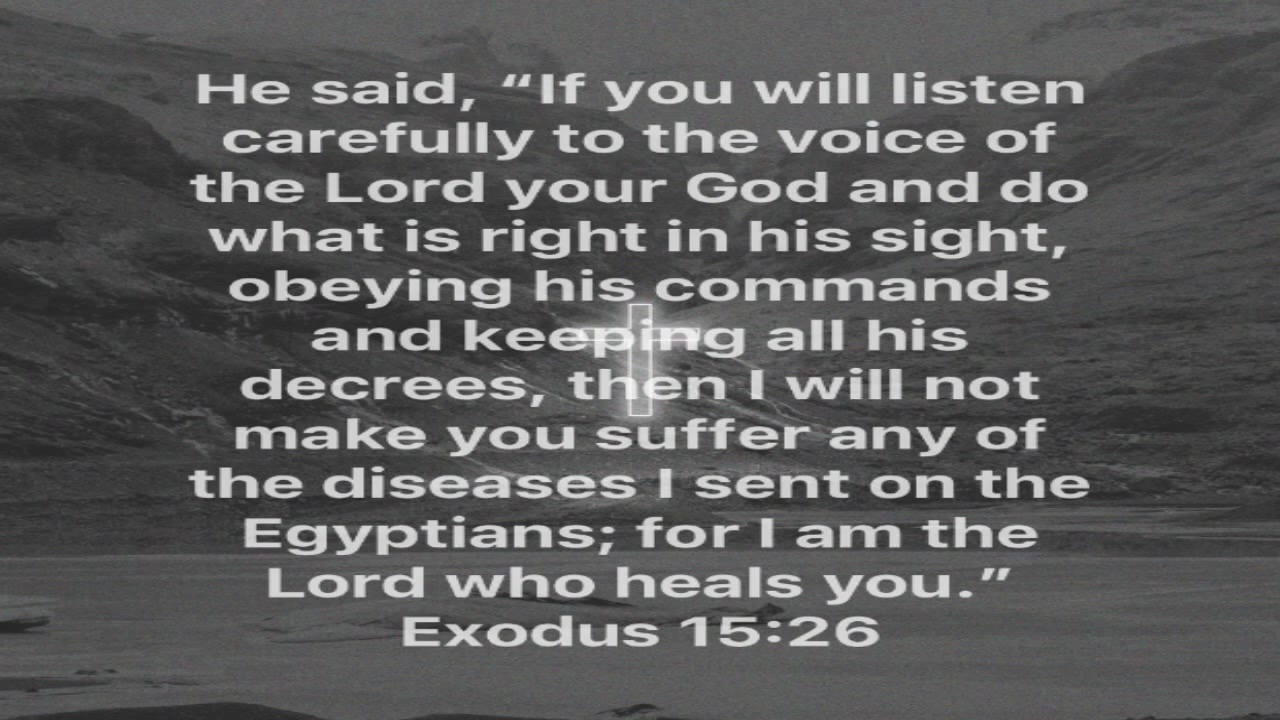 He said, “If you will listen
carefully to the voice of
the Lord your God and do
what is right in his sight,
obeying his commands
and keeping all his
decrees, then I will not
make you suffer any of
the diseases I sent on the
Egyptians; for I am the
Lord who heals you.”
Exodus 15:26